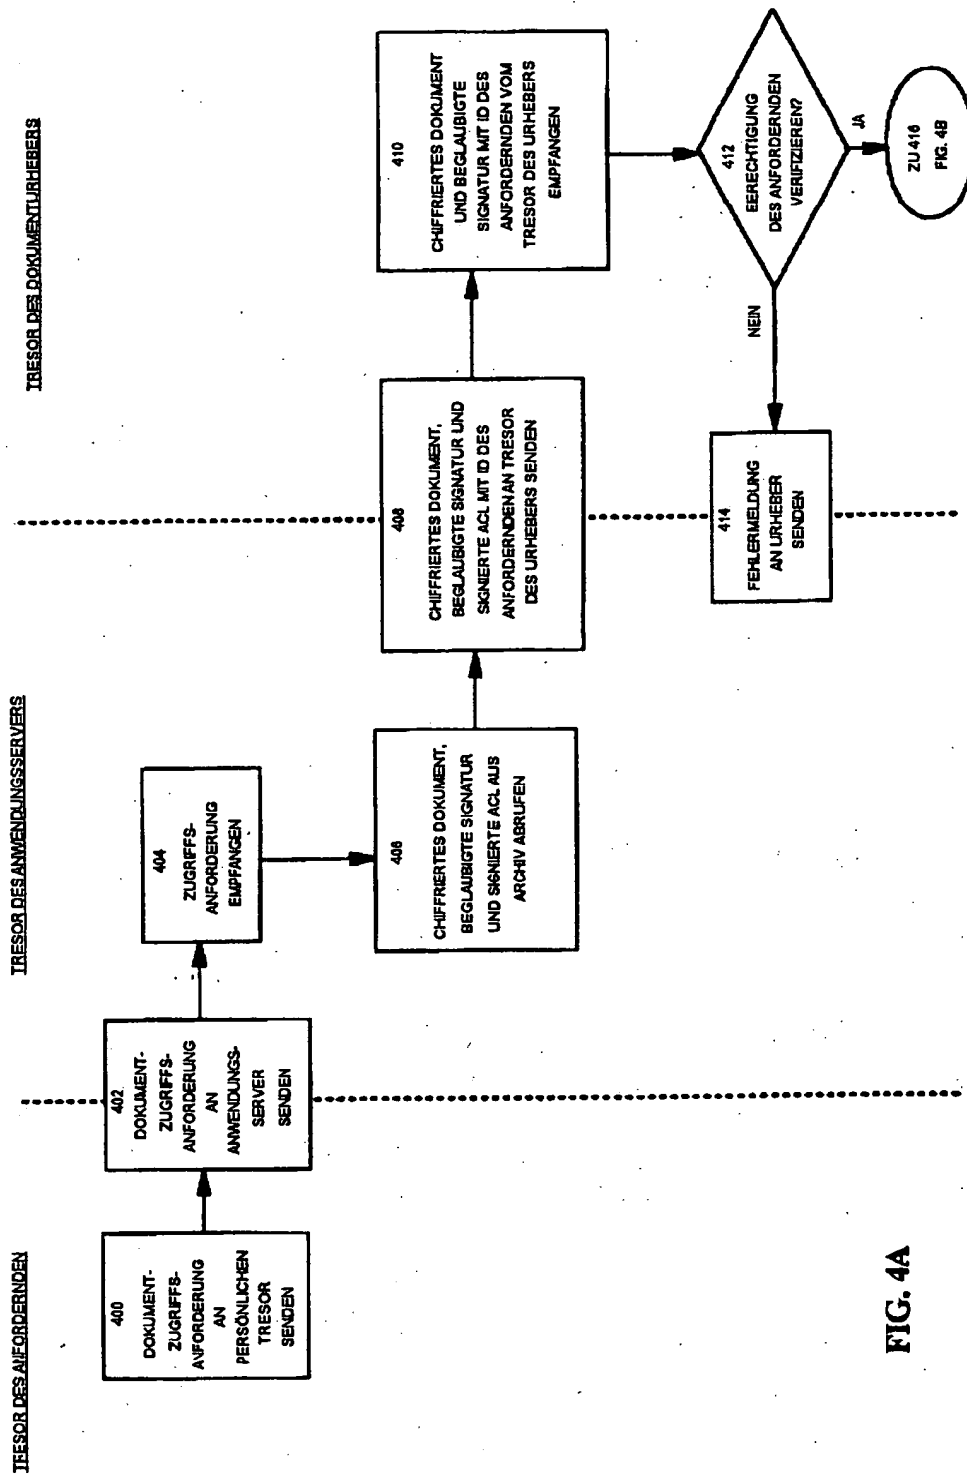 TFESOR DES ANFORDERNDEN
TRESOR DES ANWENDUNGSSERVERS
TRESOR DES DOKUMENTURHEBERS
400
DOKUMENT-
ZUGRIFFS-
ANFORDERUNG
AN
PERSÖNLICHEN
TRESOR
SENDEN
402
DOKUMENT-
ZUGRIFFS-
ANFORDERUNG
AN
ANWENDUNGS-
SERVER
SENDEN
404
ZUGRIFFS-
ANFORDERUNG
EMPFANGEN
406
CHIFFRIERTES DOKUMENT,
BEGLAUBIGTE SIGNATUR
UND SIGNIERTE ACL AUS
ARCHIV ABRUFEN
408
CHIFFRIERTES DOKUMENT,
BEGLAUBIGTE SIGNATUR UND
SIGNIERTE ACL MIT ID DES
ANFORDERNDEN AN TRESOR
DES URHEBERS SENDEN
410
CHIFFRIERTES DOKUMENT
UND BEGLAUBIGTE
SIGNATUR MIT ID DES
ANFORDERNDEN VOM
TRESOR DES URHEBERS
EMPFANGEN
412
EERECHTIGUNG
DES ANFORDERNDEN
VERIFIZIEREN?
NEIN
JA
414
FEHLERMELDUNG
AN URHEBER
SENDEN
ZU 416
FIG. 4B
FIG. 4A